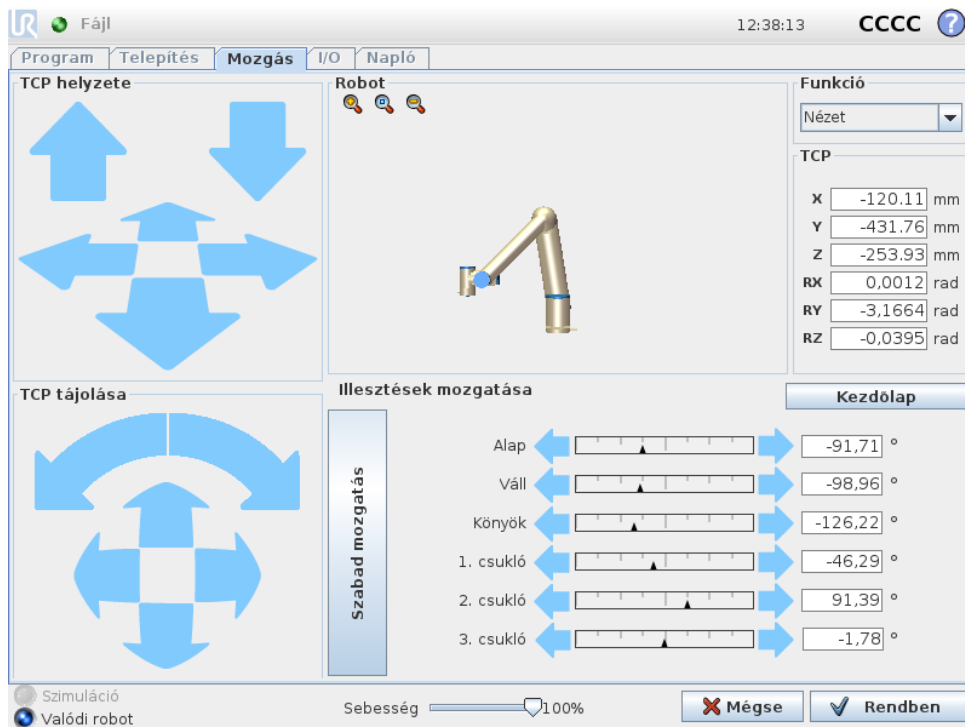 UR Fájl 12:38:13 CCCC ?
Program Telepítés Mozgás I/O Napló
TCP helyzete
Robot
Funkció
Nézet
TCP
X -120.11 mm
Y -431.76 mm
Z -253.93 mm
RX 0,0012 rad
RY -3,1664 rad
RZ -0,0395 rad
TCP tájolása
Illesztések mozgatása
Kezdőlap
Szabad mozgatás
Alap -91,71 °
Váll -98,96 °
Könyök -126,22 °
1. csukló -46,29 °
2. csukló 91,39 °
3. csukló -1,78 °
Szimuláció
Valódi robot
Sebesség 100%
Mégse
Rendben